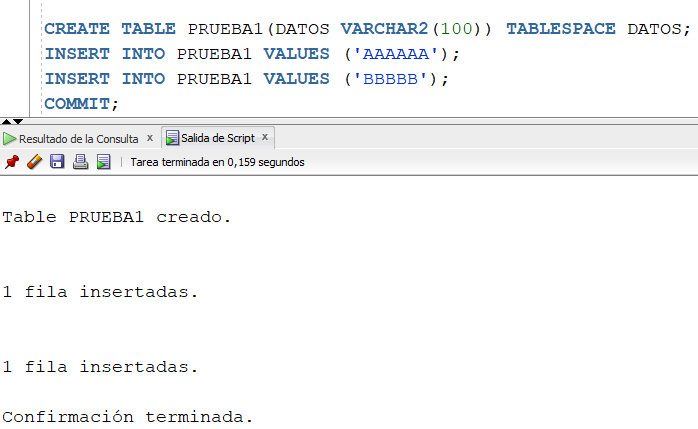 CREATE TABLE PRUEBA1(DATOS VARCHAR2(100)) TABLESPACE DATOS;
INSERT INTO PRUEBA1 VALUES ('AAAAAA');
INSERT INTO PRUEBA1 VALUES ('BBBBB');
COMMIT;
Resultado de la Consulta x Salida de Script x
Tarea terminada en 0,159 segundos
Table PRUEBA1 creado.
1 fila insertadas.
1 fila insertadas.
Confirmación terminada.